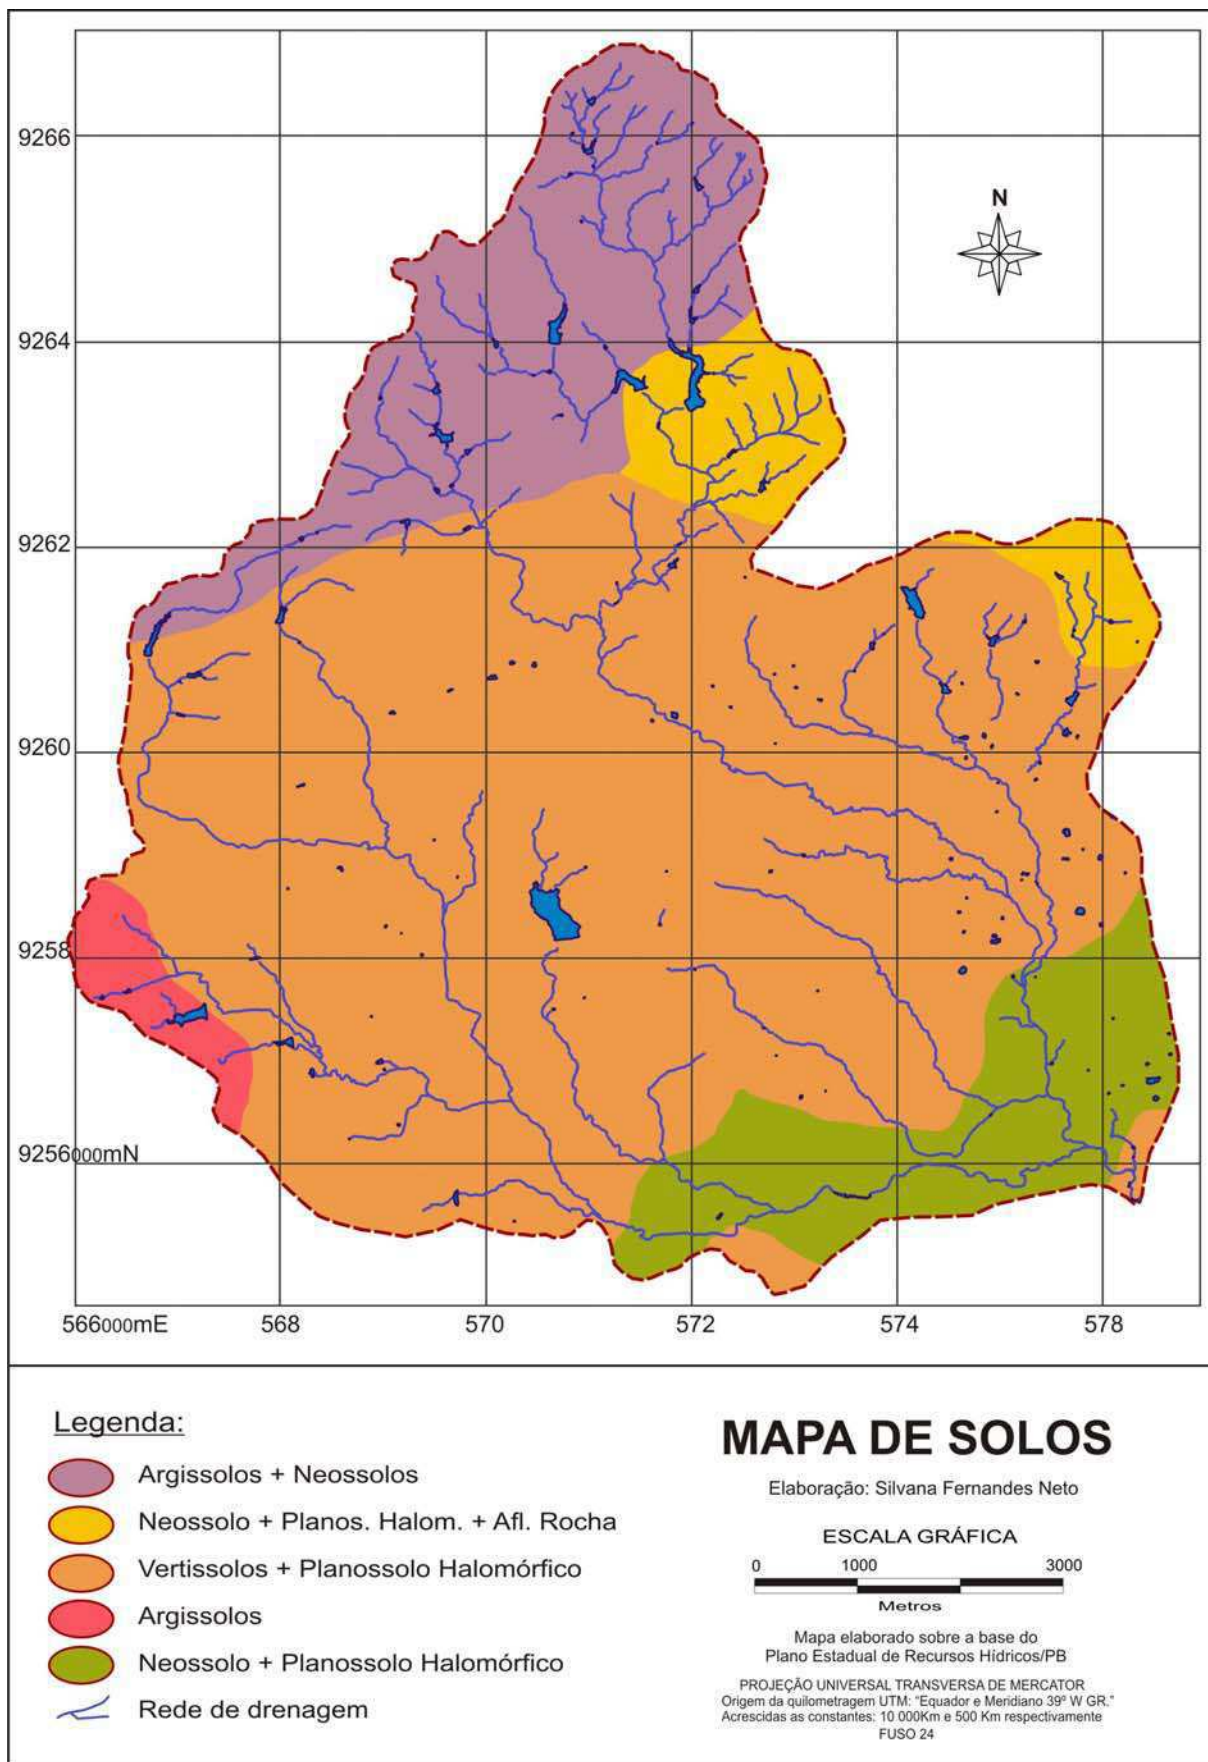 9266
N
9264
9262
9260
9258
9256000mN
566000mE 568 570 572 574 578
Legenda:
Argissolos + Neossolos
Neossolo + Planos. Halom. + Afl. Rocha
Vertissolos + Planossolo Halomórfico
Argissolos
Neossolo + Planossolo Halomórfico
Rede de drenagem
MAPA DE SOLOS
Elaboração: Silvana Fernandes Neto
ESCALA GRÁFICA
0 1000 3000
Metros
Mapa elaborado sobre a base do
Plano Estadual de Recursos Hídricos/PB
PROJEÇÃO UNIVERSAL TRANSVERSA DE MERCATOR
Origem da quilometragem UTM: "Equador e Meridiano 39º W GR."
Acrescidas as constantes: 10 000Km e 500 Km respectivamente
FUSO 24